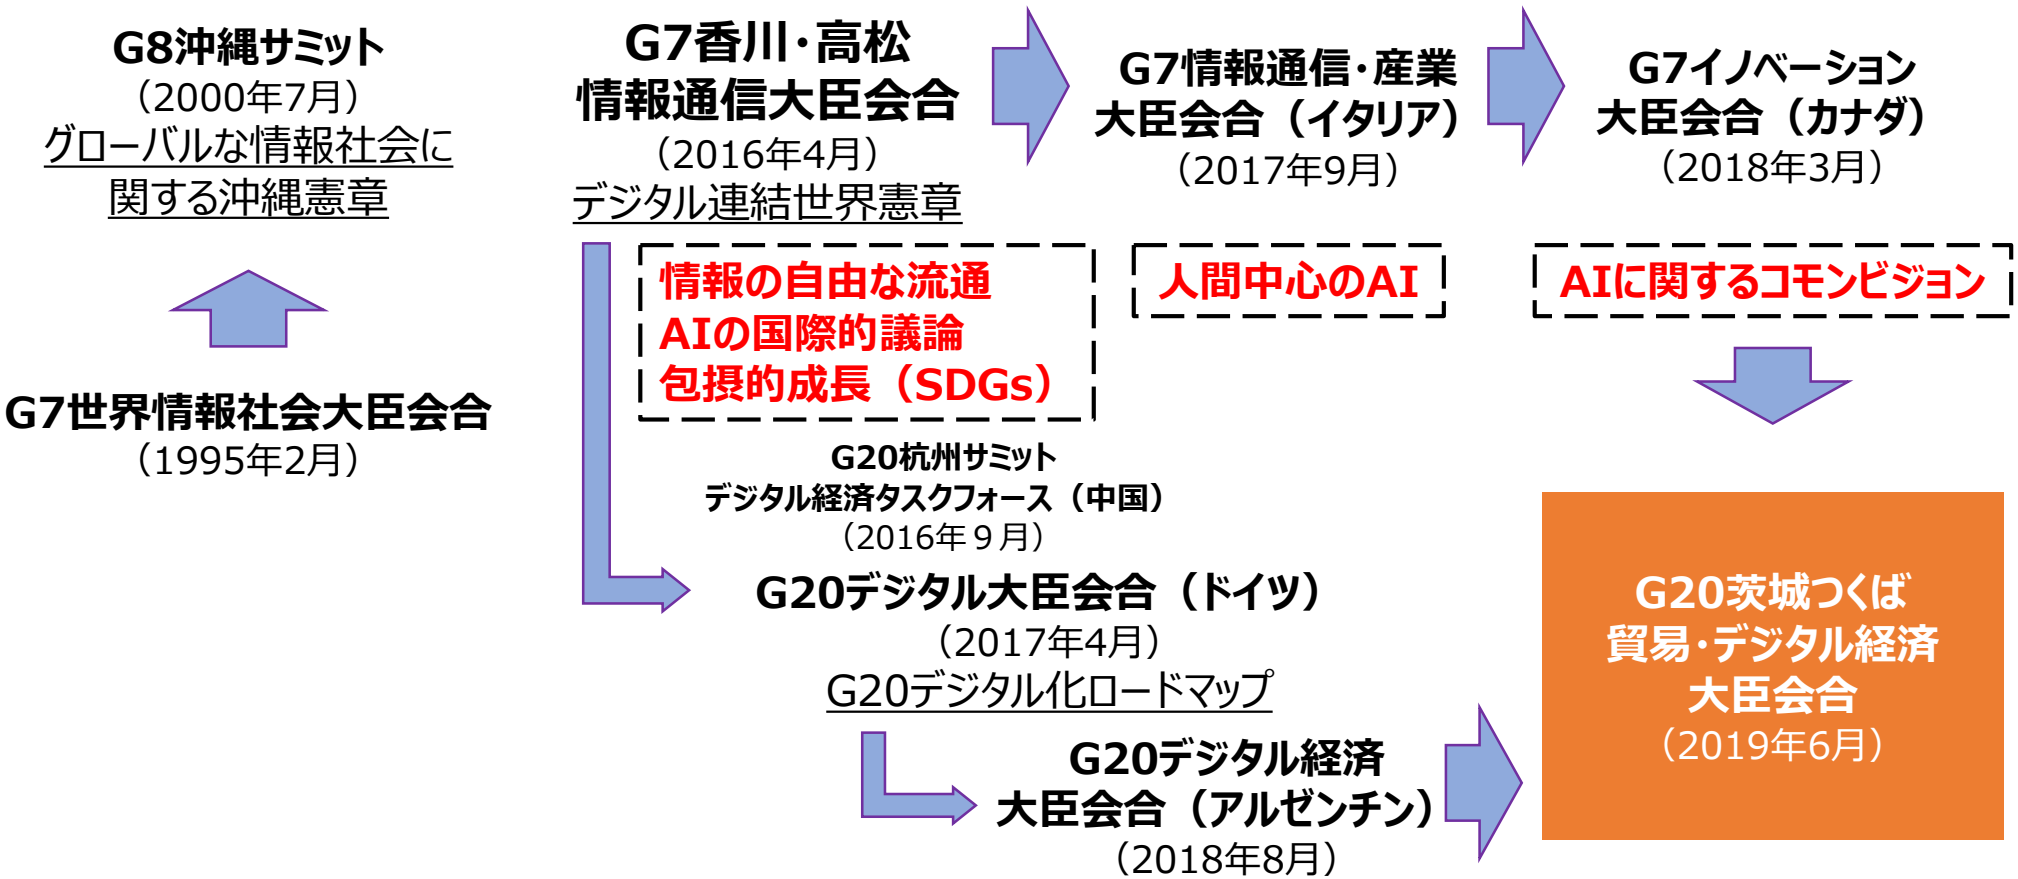 G8沖縄サミット
（2000年7月）
グローバルな情報社会に
関する沖縄憲章
G7世界情報社会大臣会合
（1995年2月）
G7香川・高松
情報通信大臣会合
（2016年4月）
デジタル連結世界憲章
情報の自由な流通
AIの国際的議論
包摂的成長（SDGs）
G7情報通信・産業
大臣会合（イタリア）
（2017年9月）
人間中心のAI
G7イノベーション
大臣会合（カナダ）
（2018年3月）
AIに関するコモンビジョン
G20杭州サミット
デジタル経済タスクフォース（中国）
（2016年９月）
G20デジタル大臣会合（ドイツ）
（2017年4月）
G20デジタル化ロードマップ
G20デジタル経済
大臣会合（アルゼンチン）
（2018年8月）
G20茨城つくば
貿易・デジタル経済
大臣会合
（2019年6月）